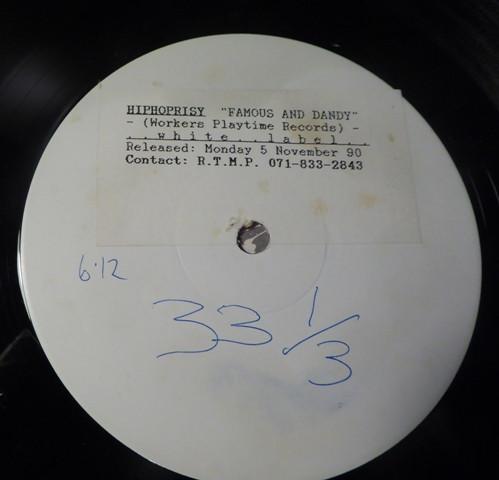 HIPHOPRISY "FAMOUS AND DANDY"
- (Workers Playtime Records) -
. . w h i t e . . l a b e l . .
Released: Monday 5 November 90
Contact: R.T.M.P. 071-833-2843
6:12
33 1/3